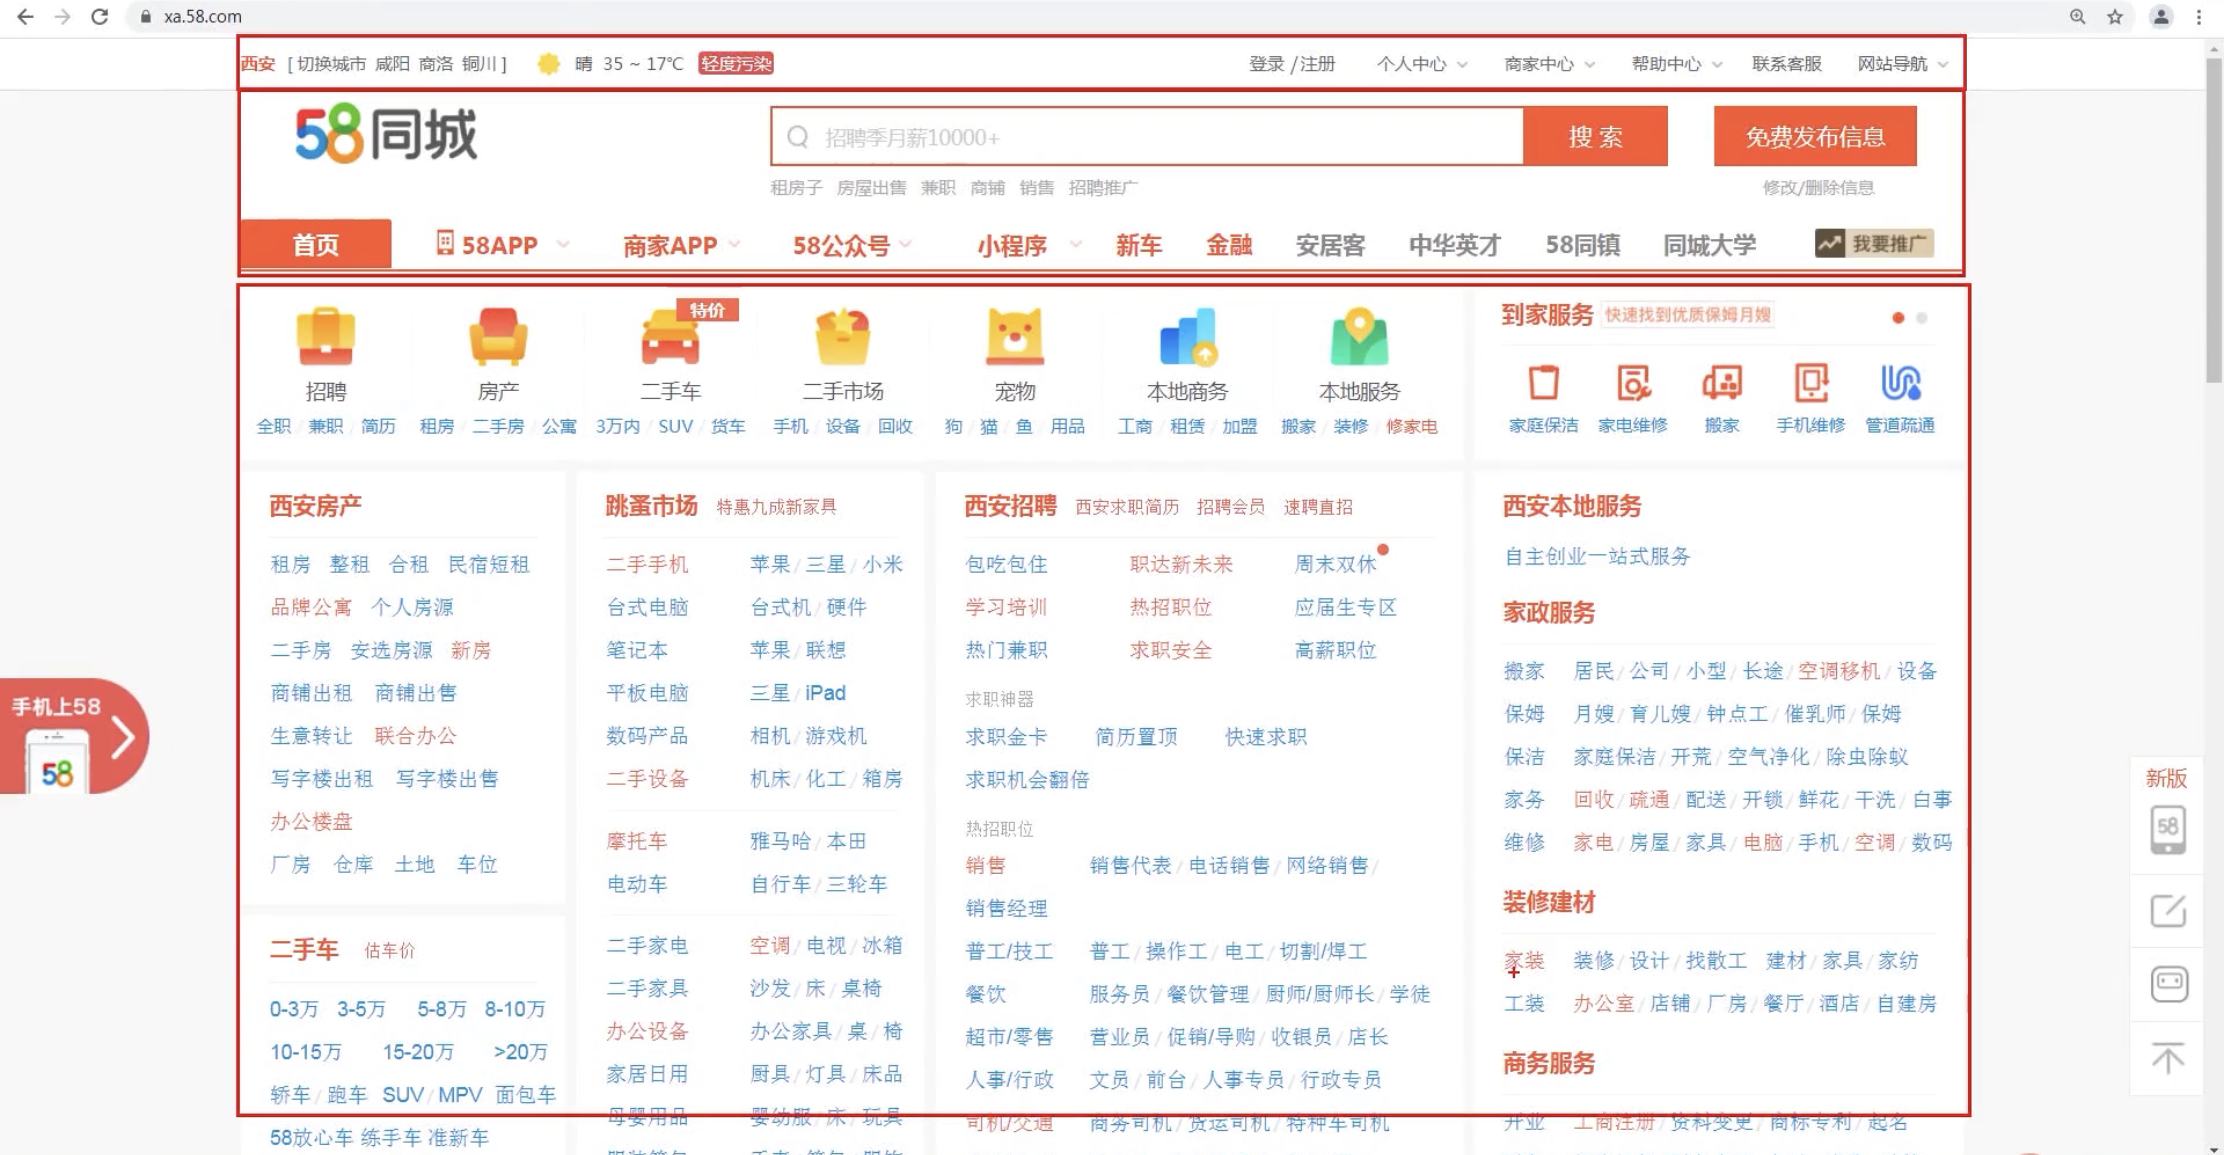 xa.58.com
西安 [ 切换城市 咸阳 商洛 铜川 ] 晴 35 ~ 17℃ 轻度污染 登录 / 注册 个人中心 商家中心 帮助中心 联系客服 网站导航
58同城 招聘季月薪10000+ 搜 索 免费发布信息
租房子 房屋出售 兼职 商铺 销售 招聘推广 修改/删除信息
首页 58APP 商家APP 58公众号 小程序 新车 金融 安居客 中华英才 58同镇 同城大学 我要推广
特价
招聘 房产 二手车 二手市场 宠物 本地商务 本地服务
全职 / 兼职 / 简历 租房 / 二手房 / 公寓 3万内 / SUV / 货车 手机 / 设备 / 回收 狗 / 猫 / 鱼 / 用品 工商 / 租赁 / 加盟 搬家 / 装修 / 修家电
到家服务 快速找到优质保姆月嫂
家庭保洁 家电维修 搬家 手机维修 管道疏通
西安房产
租房 整租 合租 民宿短租
品牌公寓 个人房源
二手房 安选房源 新房
商铺出租 商铺出售
生意转让 联合办公
写字楼出租 写字楼出售
办公楼盘
厂房 仓库 土地 车位
二手车 估车价
0-3万 3-5万 5-8万 8-10万
10-15万 15-20万 >20万
轿车 / 跑车 SUV / MPV 面包车
58放心车 练手车 准新车
跳蚤市场 特惠九成新家具
二手手机 苹果 / 三星 / 小米
台式电脑 台式机 / 硬件
笔记本 苹果 / 联想
平板电脑 三星 / iPad
数码产品 相机 / 游戏机
二手设备 机床 / 化工 / 箱房
摩托车 雅马哈 / 本田
电动车 自行车 / 三轮车
二手家电 空调 / 电视 / 冰箱
二手家具 沙发 / 床 / 桌椅
办公设备 办公家具 / 桌 / 椅
家居日用 厨具 / 灯具 / 床品
母婴用品 婴幼服 / 床 / 玩具
西安招聘 西安求职简历 招聘会员 速聘直招
包吃包住 职达新未来 周末双休
学习培训 热招职位 应届生专区
热门兼职 求职安全 高薪职位
求职神器
求职金卡 简历置顶 快速求职
求职机会翻倍
热招职位
销售 销售代表 / 电话销售 / 网络销售 /
销售经理
普工/技工 普工 / 操作工 / 电工 / 切割/焊工
餐饮 服务员 / 餐饮管理 / 厨师/厨师长 / 学徒
超市/零售 营业员 / 促销/导购 / 收银员 / 店长
人事/行政 文员 / 前台 / 人事专员 / 行政专员
司机/交通 商务司机 / 货运司机 / 特种车司机
西安本地服务
自主创业一站式服务
家政服务
搬家 居民 / 公司 / 小型 / 长途 / 空调移机 / 设备
保姆 月嫂 / 育儿嫂 / 钟点工 / 催乳师 / 保姆
保洁 家庭保洁 / 开荒 / 空气净化 / 除虫除蚁
家务 回收 / 疏通 / 配送 / 开锁 / 鲜花 / 干洗 / 白事
维修 家电 / 房屋 / 家具 / 电脑 / 手机 / 空调 / 数码
装修建材
家装 装修 / 设计 / 找散工 建材 / 家具 / 家纺
工装 办公室 / 店铺 / 厂房 / 餐厅 / 酒店 / 自建房
商务服务
开业 工商注册 / 资料变更 / 商标专利 / 起名
手机上58
58
新版
58